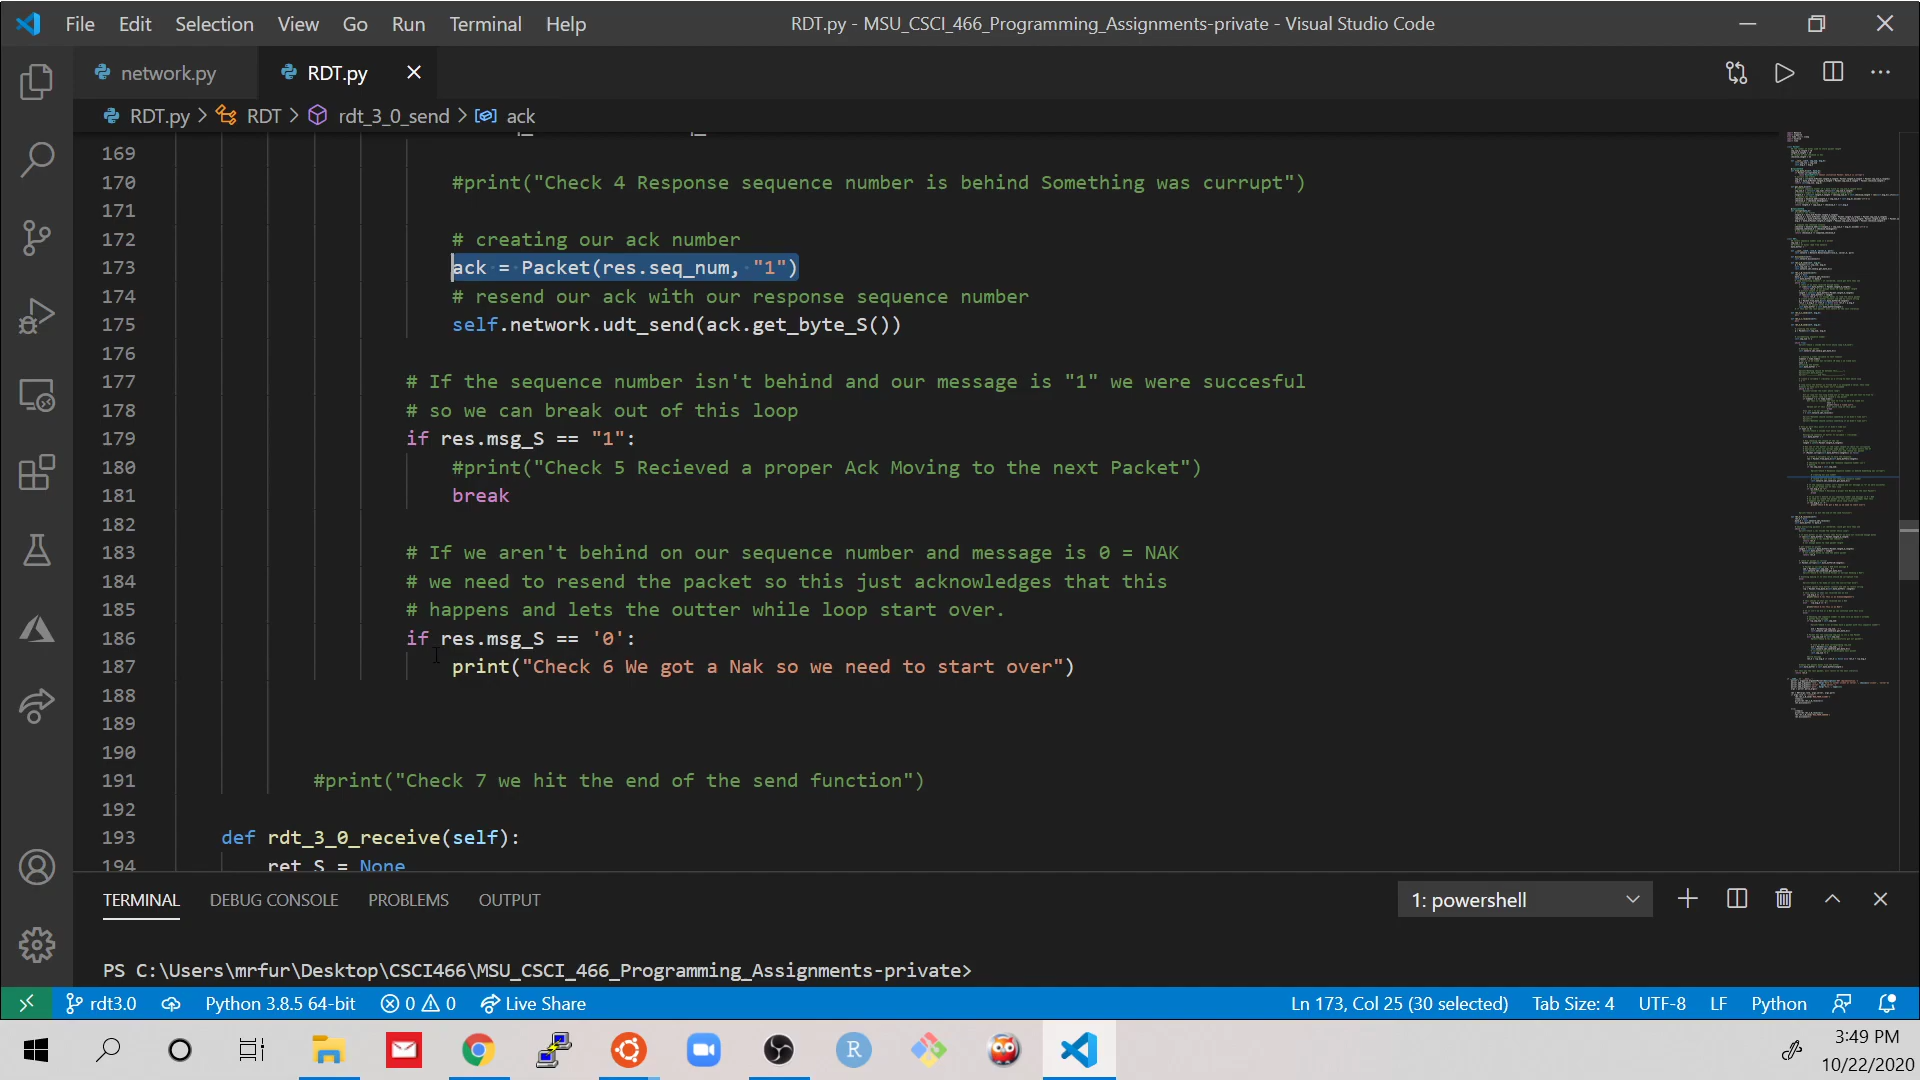 File Edit Selection View Go Run Terminal Help RDT.py - MSU_CSCI_466_Programming_Assignments-private - Visual Studio Code
network.py RDT.py
RDT.py > RDT > rdt_3_0_send > ack
169
170 #print("Check 4 Response sequence number is behind Something was currupt")
171
172 # creating our ack number
173 ack = Packet(res.seq_num, "1")
174 # resend our ack with our response sequence number
175 self.network.udt_send(ack.get_byte_S())
176
177 # If the sequence number isn't behind and our message is "1" we were succesful
178 # so we can break out of this loop
179 if res.msg_S == "1":
180 #print("Check 5 Recieved a proper Ack Moving to the next Packet")
181 break
182
183 # If we aren't behind on our sequence number and message is 0 = NAK
184 # we need to resend the packet so this just acknowledges that this
185 # happens and lets the outter while loop start over.
186 if res.msg_S == '0':
187 print("Check 6 We got a Nak so we need to start over")
188
189
190
191 #print("Check 7 we hit the end of the send function")
192
193 def rdt_3_0_receive(self):
194 ret_S = None
TERMINAL DEBUG CONSOLE PROBLEMS OUTPUT 1: powershell
PS C:\Users\mrfur\Desktop\CSCI466\MSU_CSCI_466_Programming_Assignments-private>
rdt3.0 Python 3.8.5 64-bit 0 0 Live Share Ln 173, Col 25 (30 selected) Tab Size: 4 UTF-8 LF Python
R
3:49 PM
10/22/2020